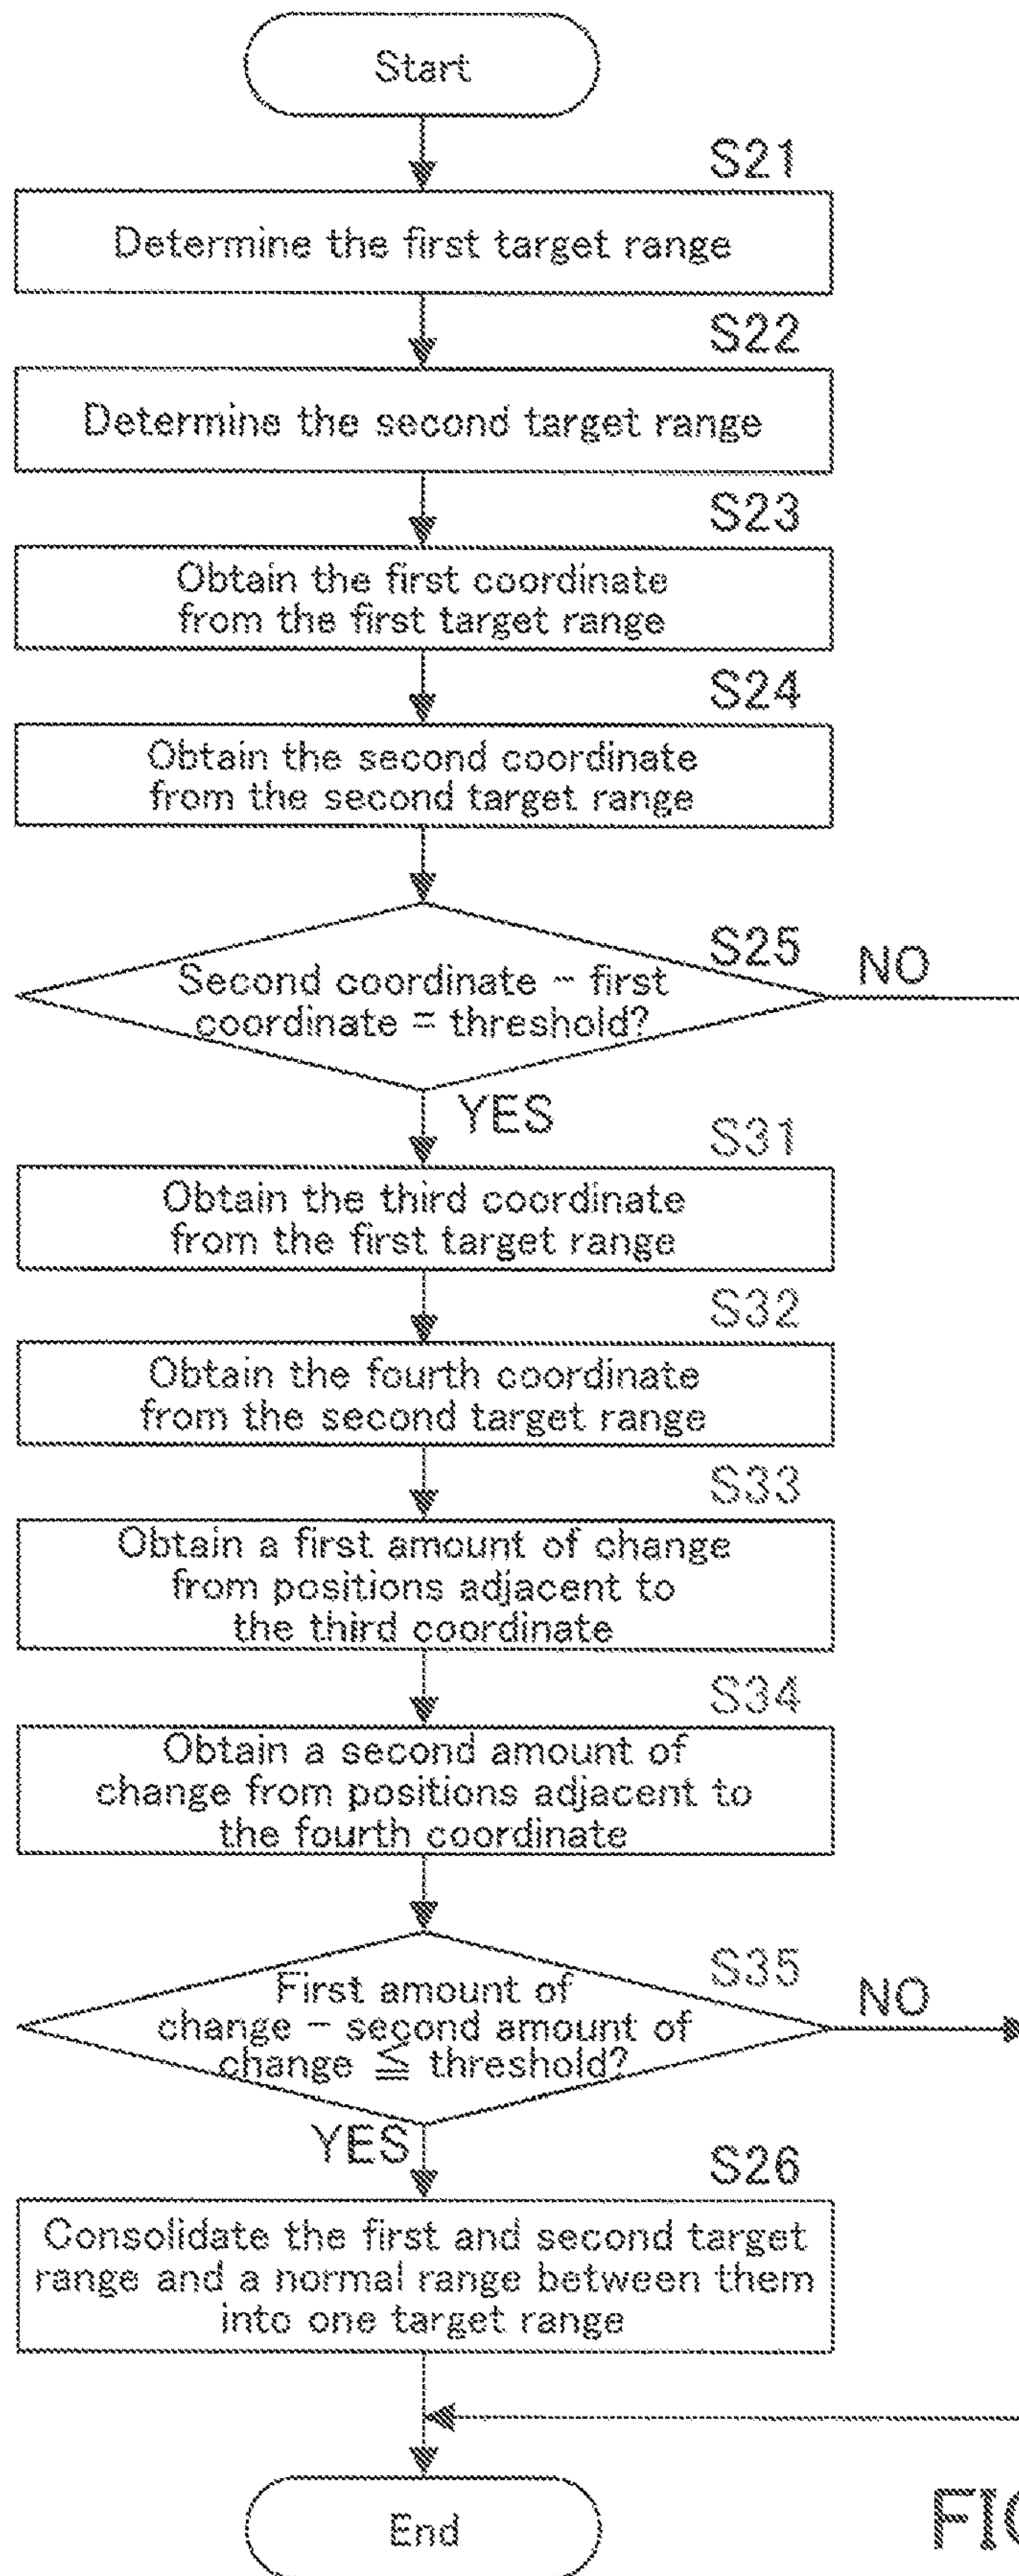 Start
S21
Determine the first target range
S22
Determine the second target range
S23
Obtain the first coordinate
from the first target range
S24
Obtain the second coordinate
from the second target range
S25
NO
Second coordinate - first
coordinate = threshold?
YES
S31
Obtain the third coordinate
from the first target range
S32
Obtain the fourth coordinate
from the second target range
S33
Obtain a first amount of change
from positions adjacent to
the third coordinate
S34
Obtain a second amount of
change from positions adjacent to
the fourth coordinate
S35
NO
First amount of
change - second amount of
change ≦ threshold?
YES
S26
Consolidate the first and second target
range and a normal range between them
into one target range
End